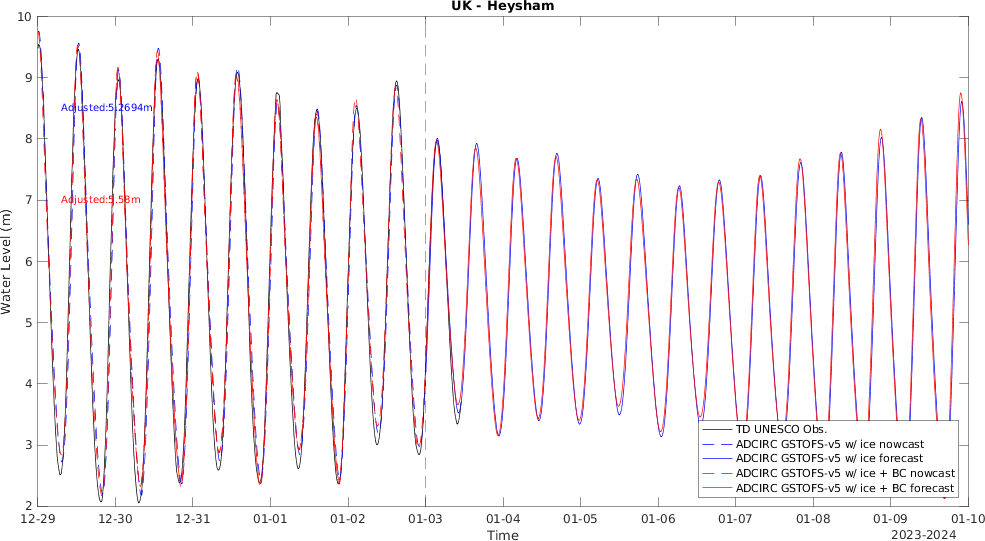 UK - Heysham
10
9
8
7
6
5
4
3
2
Water Level (m)
Adjusted:5.2694m
Adjusted:5.58m
TD UNESCO Obs.
ADCIRC GSTOFS-v5 w/ ice nowcast
ADCIRC GSTOFS-v5 w/ ice forecast
ADCIRC GSTOFS-v5 w/ ice + BC nowcast
ADCIRC GSTOFS-v5 w/ ice + BC forecast
12-29 12-30 12-31 01-01 01-02 01-03 01-04 01-05 01-06 01-07 01-08 01-09 01-10
Time
2023-2024